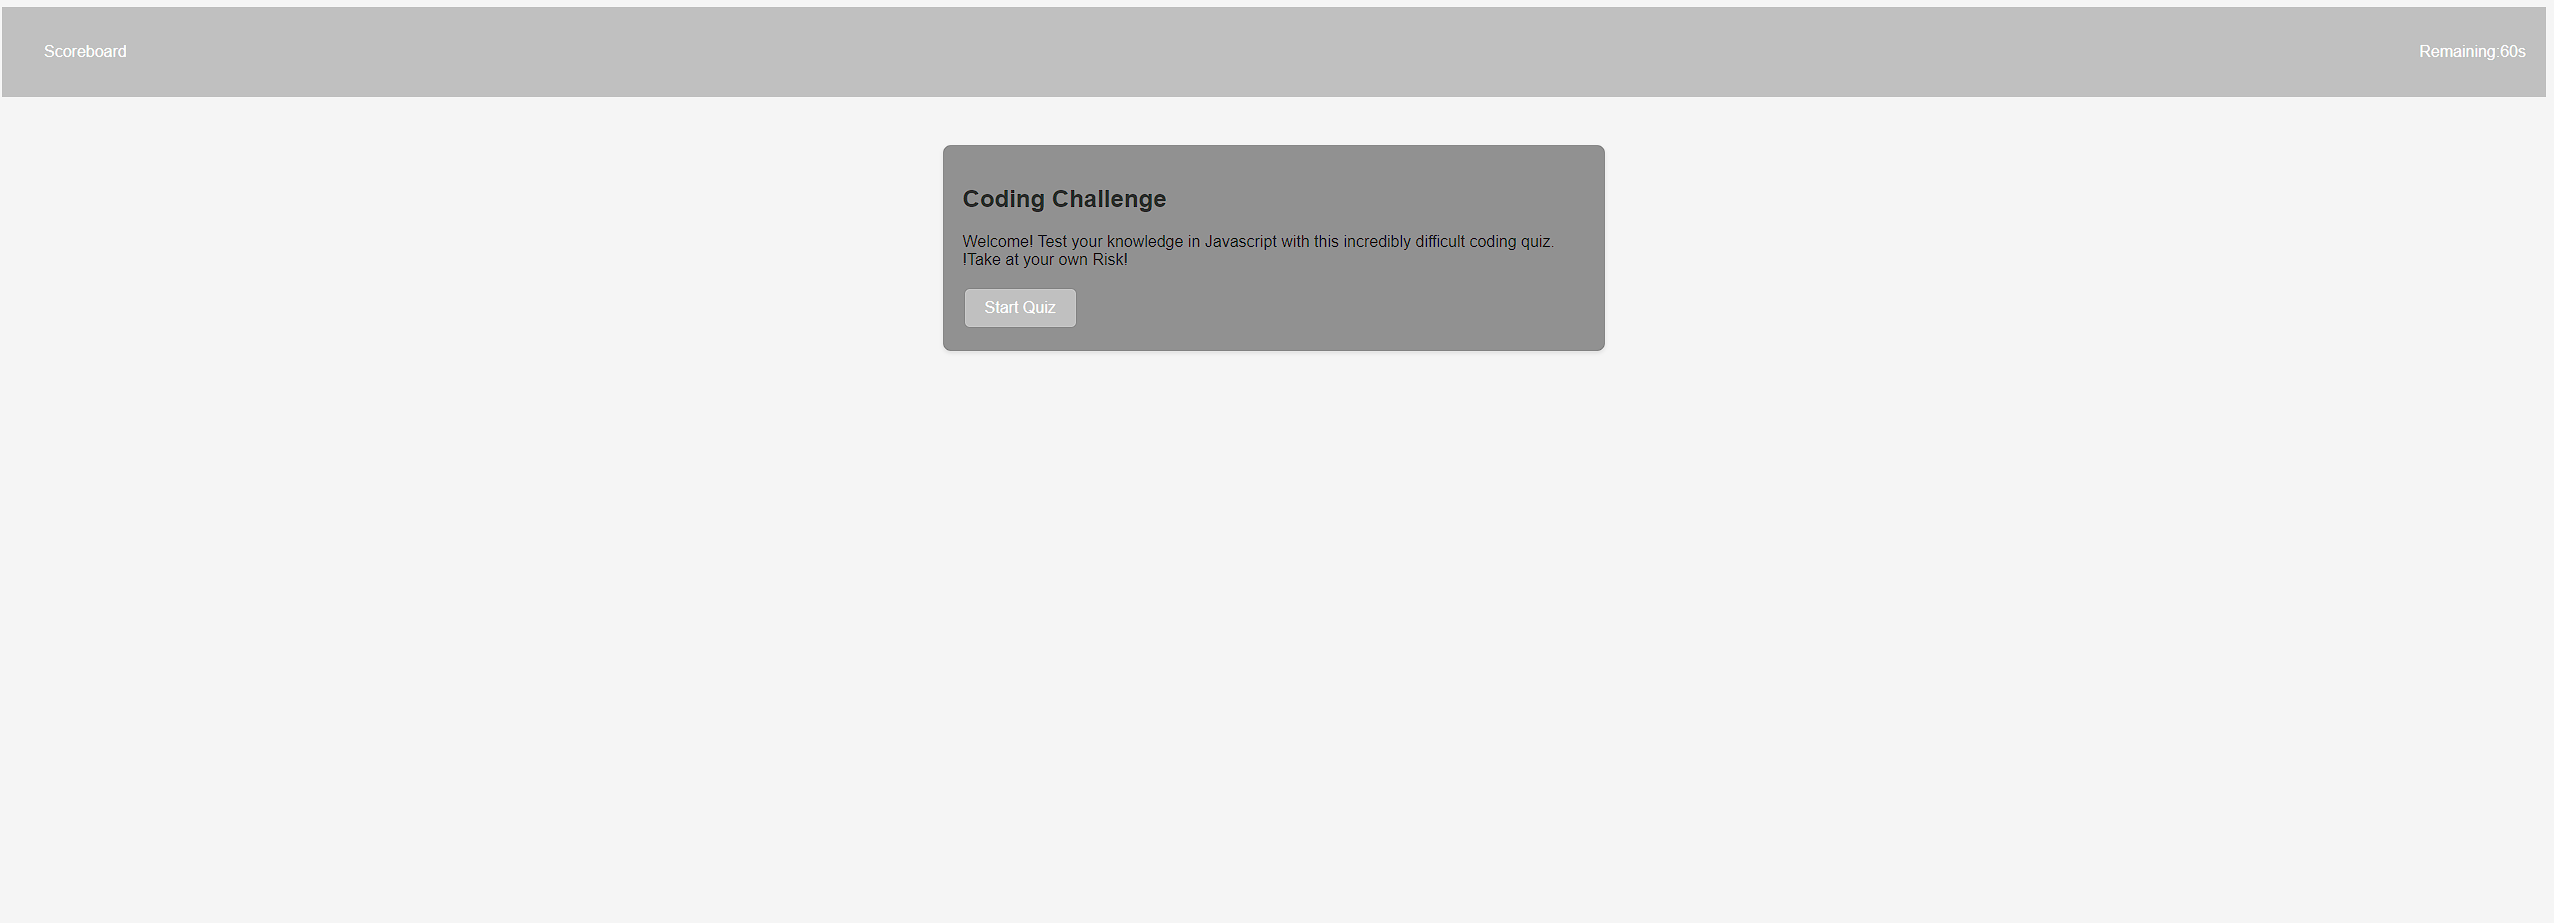 Scoreboard
Remaining:60s
Coding Challenge
Welcome! Test your knowledge in Javascript with this incredibly difficult coding quiz.
!Take at your own Risk!
Start Quiz